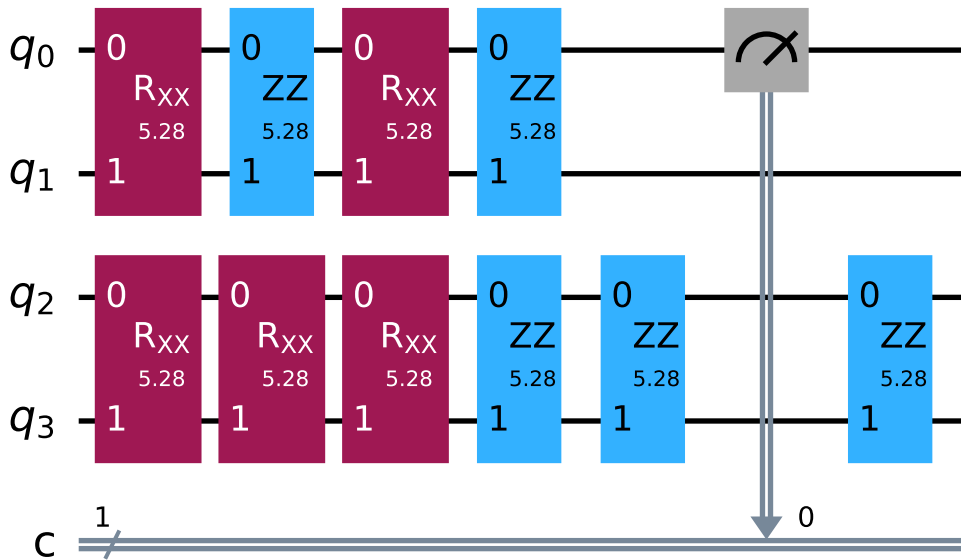 q0 0 0 0 0
RXX ZZ RXX ZZ
5.28 5.28 5.28 5.28
q1 1 1 1 1
q2 0 0 0 0 0 0
RXX RXX RXX ZZ ZZ ZZ
5.28 5.28 5.28 5.28 5.28 5.28
q3 1 1 1 1 1 1
1 0
c